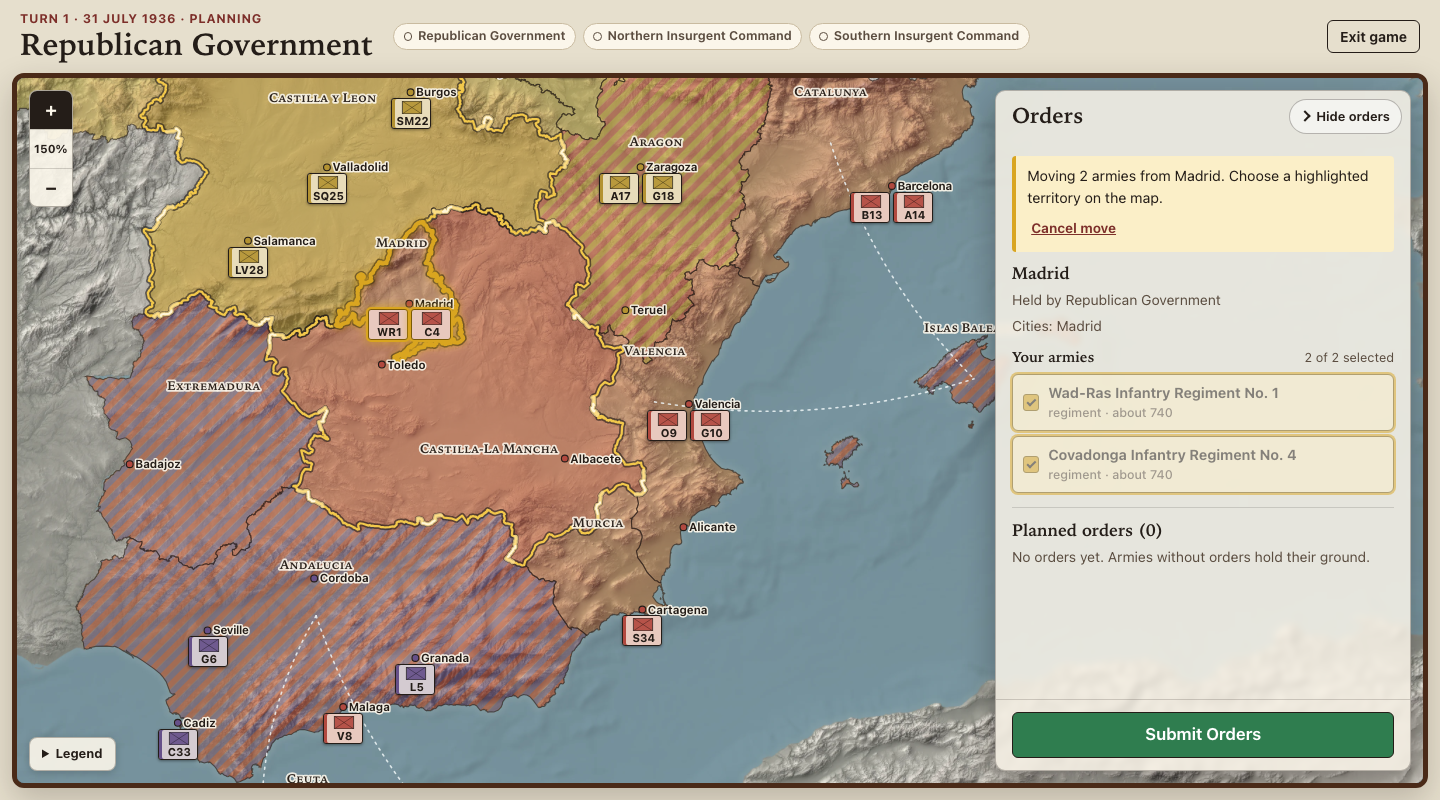 TURN 1 · 31 JULY 1936 · PLANNING
Republican Government
Republican Government
Northern Insurgent Command
Southern Insurgent Command
Exit game
+
150%
−
Castilla y Leon
Burgos
SM22
Catalunya
Aragon
Valladolid
SQ25
Zaragoza
A17
G18
Barcelona
B13
A14
Salamanca
LV28
Madrid
Madrid
WR1
C4
Teruel
Islas Balea
Valencia
Toledo
Extremadura
Valencia
O9
G10
Castilla-La Mancha
Albacete
Badajoz
Murcia
Alicante
Andalucia
Cordoba
Cartagena
S34
Seville
G6
Granada
L5
Malaga
V8
Cadiz
C33
Ceuta
Legend
Orders
Hide orders
Moving 2 armies from Madrid. Choose a highlighted
territory on the map.
Cancel move
Madrid
Held by Republican Government
Cities: Madrid
Your armies
2 of 2 selected
Wad-Ras Infantry Regiment No. 1
regiment · about 740
Covadonga Infantry Regiment No. 4
regiment · about 740
Planned orders (0)
No orders yet. Armies without orders hold their ground.
Submit Orders